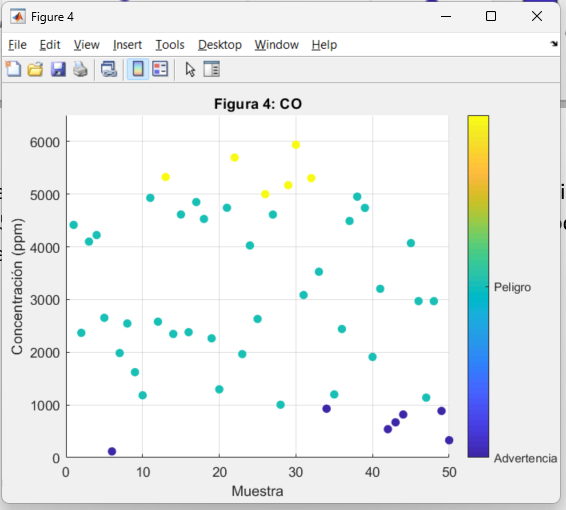 Figure 4
File Edit View Insert Tools Desktop Window Help
Figura 4: CO
6000
5000
4000
3000
2000
1000
0
Concentración (ppm)
0 10 20 30 40 50
Muestra
Peligro
Advertencia